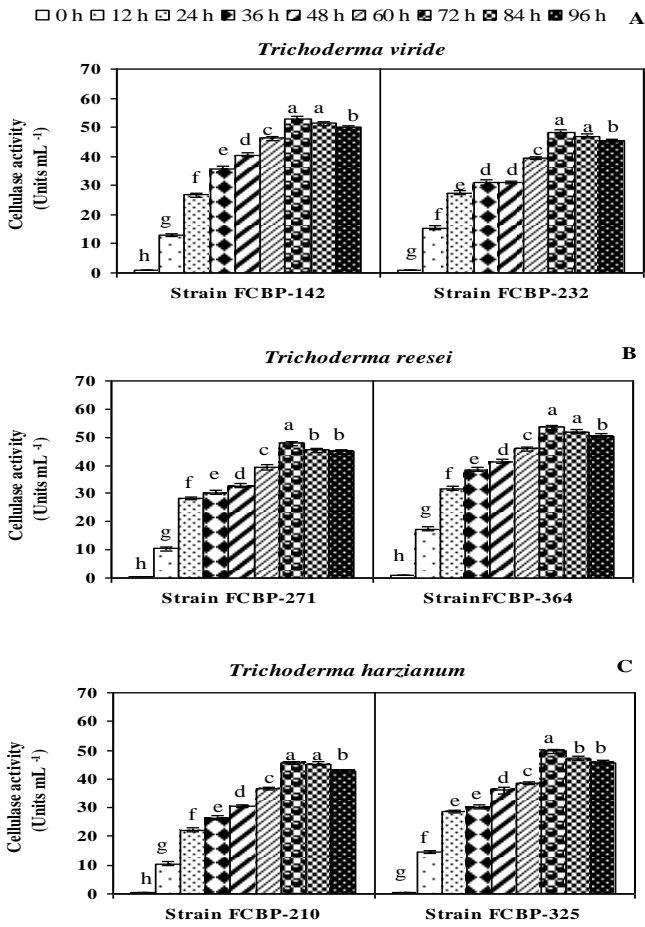 0 h 12 h 24 h 36 h 48 h 60 h 72 h 84 h 96 h
A
Trichoderma viride
Cellulase activity
(Units mL -1)
70
60
50
40
30
20
10
0
h g f e d c a a b
g f e d d c a a b
Strain FCBP-142 Strain FCBP-232
B
Trichoderma reesei
Cellulase activity
(Units mL -1)
70
60
50
40
30
20
10
0
h g f e d c a b b
h g f e d c a a b
Strain FCBP-271 StrainFCBP-364
C
Trichoderma harzianum
Cellulase activity
(Units mL -1)
70
60
50
40
30
20
10
0
h g f e d c a a b
g f e e d c a b b
Strain FCBP-210 Strain FCBP-325